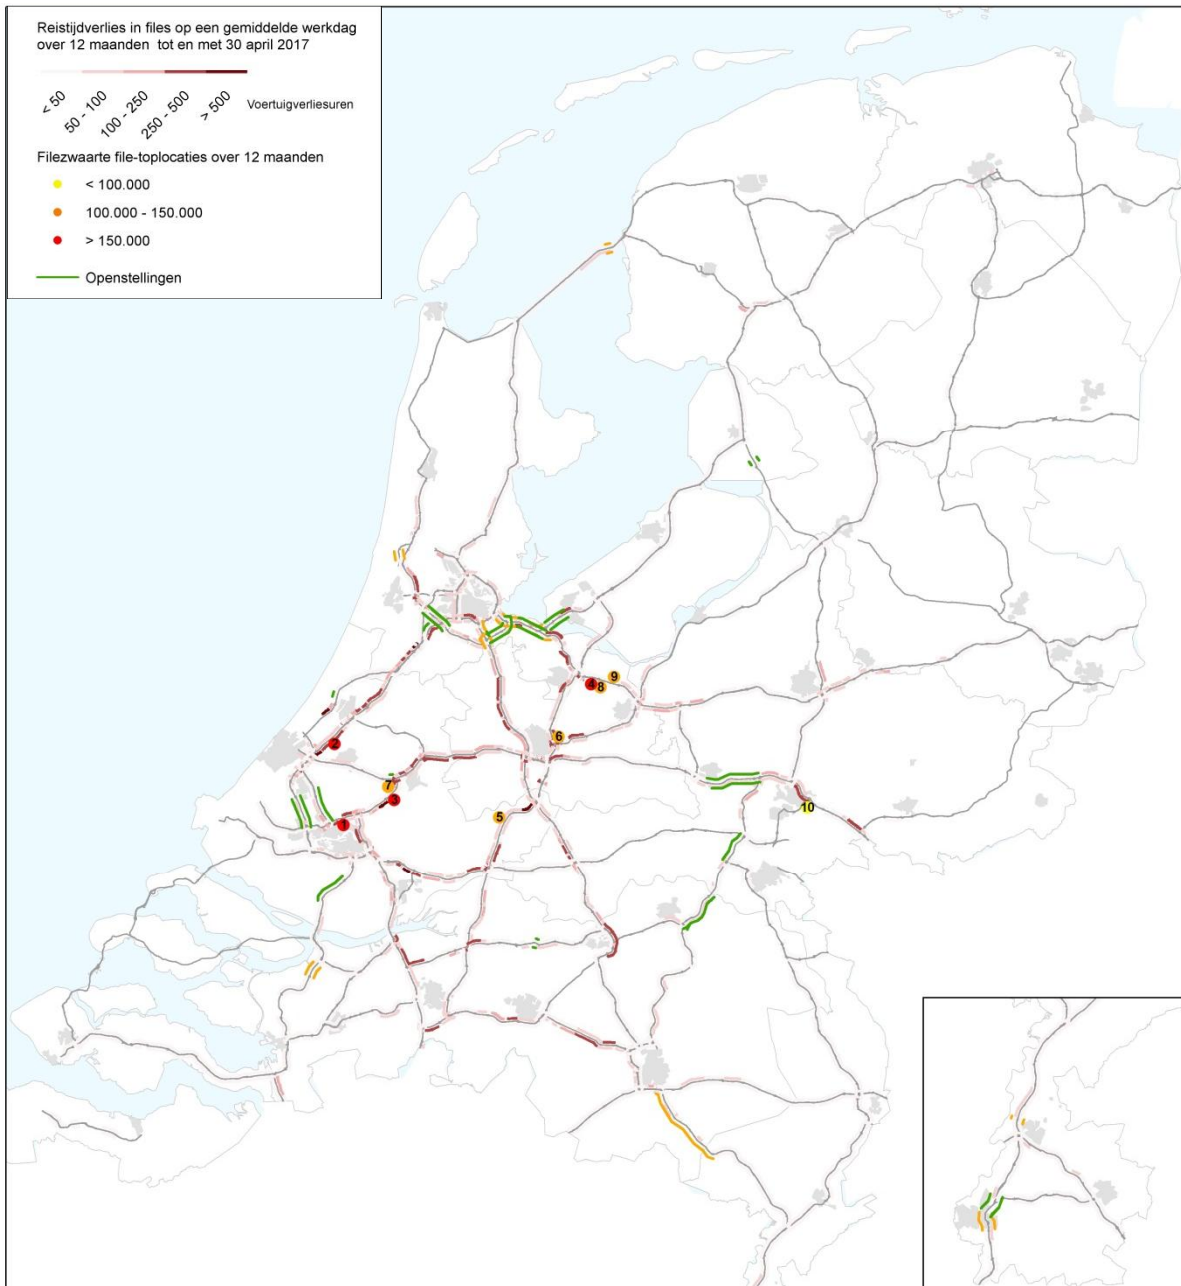 Reistijdverlies in files op een gemiddelde werkdag
over 12 maanden tot en met 30 april 2017
< 50
50 - 100
100 - 250
250 - 500
> 500
Voertuigverliesuren
Filezwaarte file-toplocaties over 12 maanden
< 100.000
100.000 - 150.000
> 150.000
Openstellingen
9
4
8
6
2
7
3
10
5
1